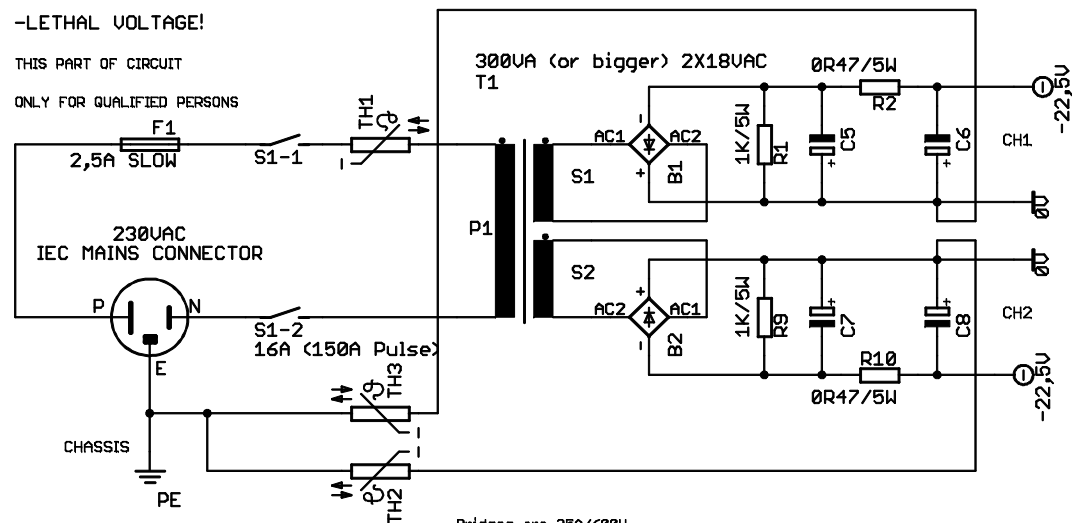 -LETHAL VOLTAGE!
THIS PART OF CIRCUIT
ONLY FOR QUALIFIED PERSONS
F1
2,5A SLOW
S1-1
TH1
300VA (or bigger) 2X18VAC
T1
P1
S1
S2
AC1
AC2
-
+
B1
1K/5W
R1
C5
+
0R47/5W
R2
C6
+
-22,5V
CH1
0V
230VAC
IEC MAINS CONNECTOR
P
N
E
S1-2
16A (150A Pulse)
AC2
AC1
+
-
B2
1K/5W
R9
C7
+
R10
0R47/5W
C8
+
0V
CH2
-22,5V
TH3
TH2
CHASSIS
PE